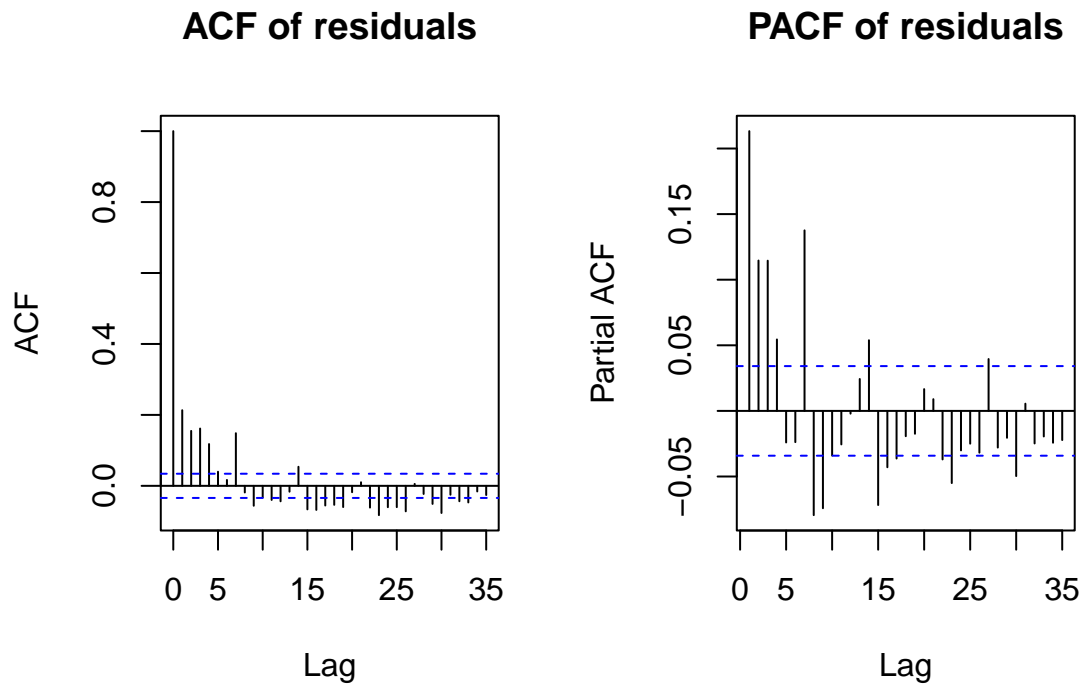 ACF of residuals
ACF
0.0
0.4
0.8
0 5 15 25 35
Lag
PACF of residuals
Partial ACF
−0.05
0.05
0.15
0 5 15 25 35
Lag